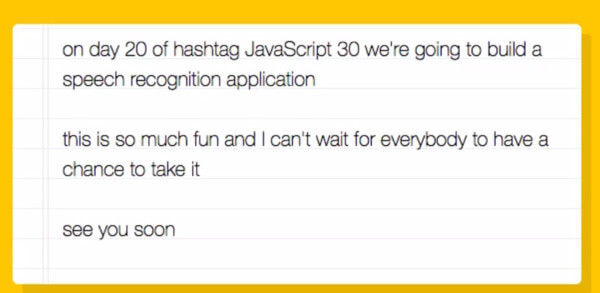 on day 20 of hashtag JavaScript 30 we're going to build a
speech recognition application
this is so much fun and I can't wait for everybody to have a
chance to take it
see you soon